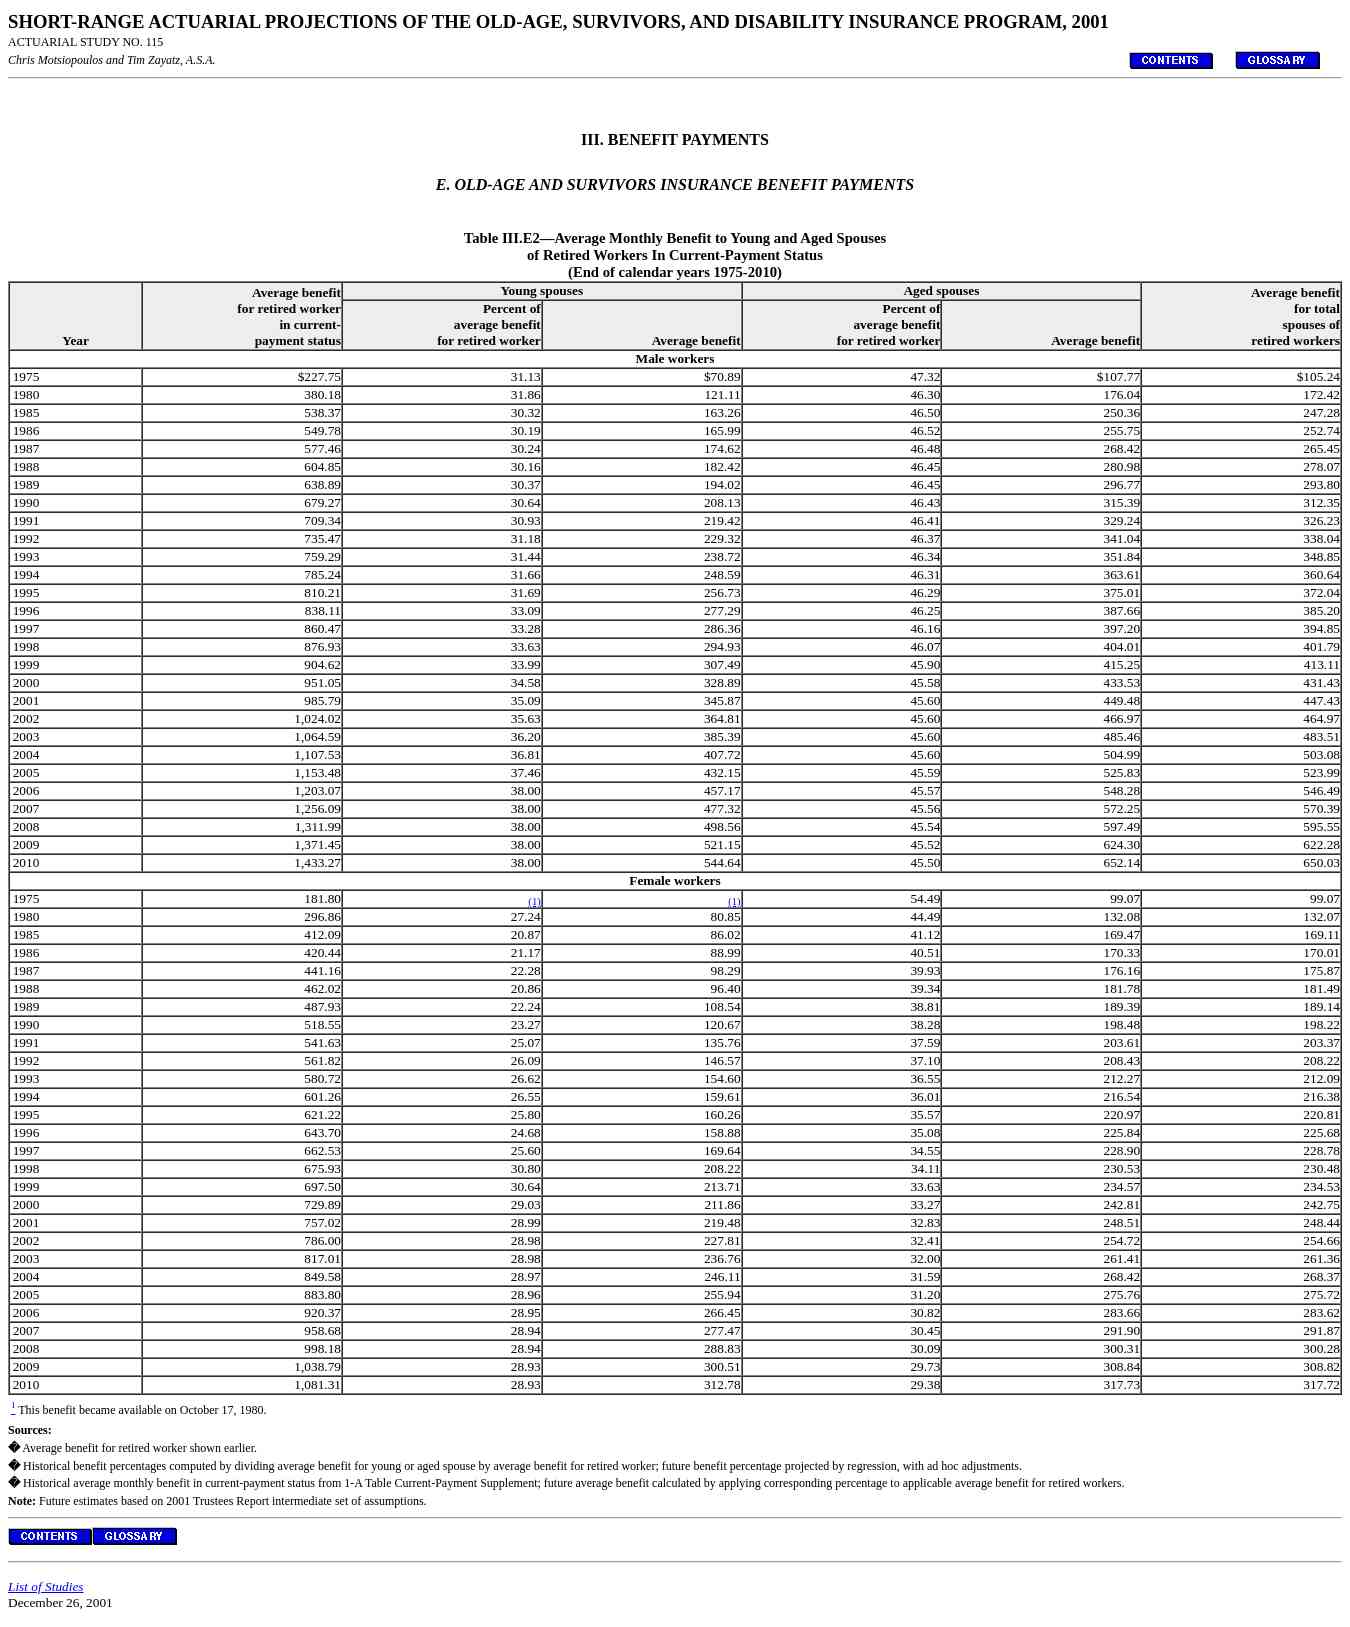 SHORT-RANGE ACTUARIAL PROJECTIONS OF THE OLD-AGE, SURVIVORS, AND DISABILITY INSURANCE PROGRAM, 2001
ACTUARIAL STUDY NO. 115
Chris Motsiopoulos and Tim Zayatz, A.S.A.
CONTENTS GLOSSARY
III. BENEFIT PAYMENTS
E. OLD-AGE AND SURVIVORS INSURANCE BENEFIT PAYMENTS
Table III.E2—Average Monthly Benefit to Young and Aged Spouses
of Retired Workers In Current-Payment Status
(End of calendar years 1975-2010)
Year
Average benefit
for retired worker
in current-
payment status
Young spouses
Percent of
average benefit
for retired worker
Average benefit
Aged spouses
Percent of
average benefit
for retired worker
Average benefit
Average benefit
for total
spouses of
retired workers
Male workers
1975 $227.75 31.13 $70.89 47.32 $107.77 $105.24
1980 380.18 31.86 121.11 46.30 176.04 172.42
1985 538.37 30.32 163.26 46.50 250.36 247.28
1986 549.78 30.19 165.99 46.52 255.75 252.74
1987 577.46 30.24 174.62 46.48 268.42 265.45
1988 604.85 30.16 182.42 46.45 280.98 278.07
1989 638.89 30.37 194.02 46.45 296.77 293.80
1990 679.27 30.64 208.13 46.43 315.39 312.35
1991 709.34 30.93 219.42 46.41 329.24 326.23
1992 735.47 31.18 229.32 46.37 341.04 338.04
1993 759.29 31.44 238.72 46.34 351.84 348.85
1994 785.24 31.66 248.59 46.31 363.61 360.64
1995 810.21 31.69 256.73 46.29 375.01 372.04
1996 838.11 33.09 277.29 46.25 387.66 385.20
1997 860.47 33.28 286.36 46.16 397.20 394.85
1998 876.93 33.63 294.93 46.07 404.01 401.79
1999 904.62 33.99 307.49 45.90 415.25 413.11
2000 951.05 34.58 328.89 45.58 433.53 431.43
2001 985.79 35.09 345.87 45.60 449.48 447.43
2002 1,024.02 35.63 364.81 45.60 466.97 464.97
2003 1,064.59 36.20 385.39 45.60 485.46 483.51
2004 1,107.53 36.81 407.72 45.60 504.99 503.08
2005 1,153.48 37.46 432.15 45.59 525.83 523.99
2006 1,203.07 38.00 457.17 45.57 548.28 546.49
2007 1,256.09 38.00 477.32 45.56 572.25 570.39
2008 1,311.99 38.00 498.56 45.54 597.49 595.55
2009 1,371.45 38.00 521.15 45.52 624.30 622.28
2010 1,433.27 38.00 544.64 45.50 652.14 650.03
Female workers
1975 181.80 (1) (1) 54.49 99.07 99.07
1980 296.86 27.24 80.85 44.49 132.08 132.07
1985 412.09 20.87 86.02 41.12 169.47 169.11
1986 420.44 21.17 88.99 40.51 170.33 170.01
1987 441.16 22.28 98.29 39.93 176.16 175.87
1988 462.02 20.86 96.40 39.34 181.78 181.49
1989 487.93 22.24 108.54 38.81 189.39 189.14
1990 518.55 23.27 120.67 38.28 198.48 198.22
1991 541.63 25.07 135.76 37.59 203.61 203.37
1992 561.82 26.09 146.57 37.10 208.43 208.22
1993 580.72 26.62 154.60 36.55 212.27 212.09
1994 601.26 26.55 159.61 36.01 216.54 216.38
1995 621.22 25.80 160.26 35.57 220.97 220.81
1996 643.70 24.68 158.88 35.08 225.84 225.68
1997 662.53 25.60 169.64 34.55 228.90 228.78
1998 675.93 30.80 208.22 34.11 230.53 230.48
1999 697.50 30.64 213.71 33.63 234.57 234.53
2000 729.89 29.03 211.86 33.27 242.81 242.75
2001 757.02 28.99 219.48 32.83 248.51 248.44
2002 786.00 28.98 227.81 32.41 254.72 254.66
2003 817.01 28.98 236.76 32.00 261.41 261.36
2004 849.58 28.97 246.11 31.59 268.42 268.37
2005 883.80 28.96 255.94 31.20 275.76 275.72
2006 920.37 28.95 266.45 30.82 283.66 283.62
2007 958.68 28.94 277.47 30.45 291.90 291.87
2008 998.18 28.94 288.83 30.09 300.31 300.28
2009 1,038.79 28.93 300.51 29.73 308.84 308.82
2010 1,081.31 28.93 312.78 29.38 317.73 317.72
1 This benefit became available on October 17, 1980.
Sources:
� Average benefit for retired worker shown earlier.
� Historical benefit percentages computed by dividing average benefit for young or aged spouse by average benefit for retired worker; future benefit percentage projected by regression, with ad hoc adjustments.
� Historical average monthly benefit in current-payment status from 1-A Table Current-Payment Supplement; future average benefit calculated by applying corresponding percentage to applicable average benefit for retired workers.
Note: Future estimates based on 2001 Trustees Report intermediate set of assumptions.
CONTENTS GLOSSARY
List of Studies
December 26, 2001